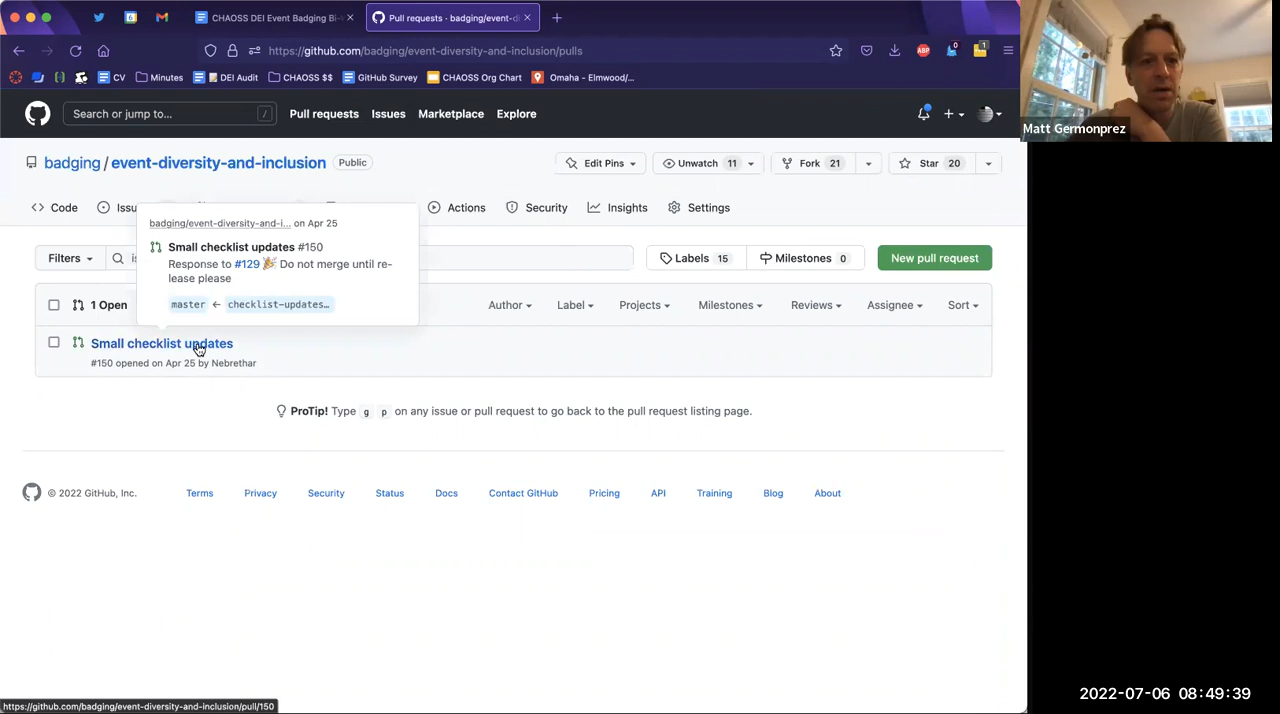 CHAOSS DEI Event Badging Bi-
Pull requests · badging/event-di
https://github.com/badging/event-diversity-and-inclusion/pulls
CV
Minutes
DEI Audit
CHAOSS $$
GitHub Survey
CHAOSS Org Chart
Omaha - Elmwood/...
Matt Germonprez
Search or jump to...
/
Pull requests
Issues
Marketplace
Explore
badging / event-diversity-and-inclusion
Public
Edit Pins
Unwatch 11
Fork 21
Star 20
Code
Issu
Actions
Security
Insights
Settings
badging/event-diversity-and-i... on Apr 25
Small checklist updates #150
Response to #129 🎉 Do not merge until re-
lease please
master ← checklist-updates…
Filters
Labels 15
Milestones 0
New pull request
1 Open
Author
Label
Projects
Milestones
Reviews
Assignee
Sort
Small checklist updates
#150 opened on Apr 25 by Nebrethar
ProTip! Type g p on any issue or pull request to go back to the pull request listing page.
© 2022 GitHub, Inc.
Terms
Privacy
Security
Status
Docs
Contact GitHub
Pricing
API
Training
Blog
About
https://github.com/badging/event-diversity-and-inclusion/pull/150
2022-07-06 08:49:39